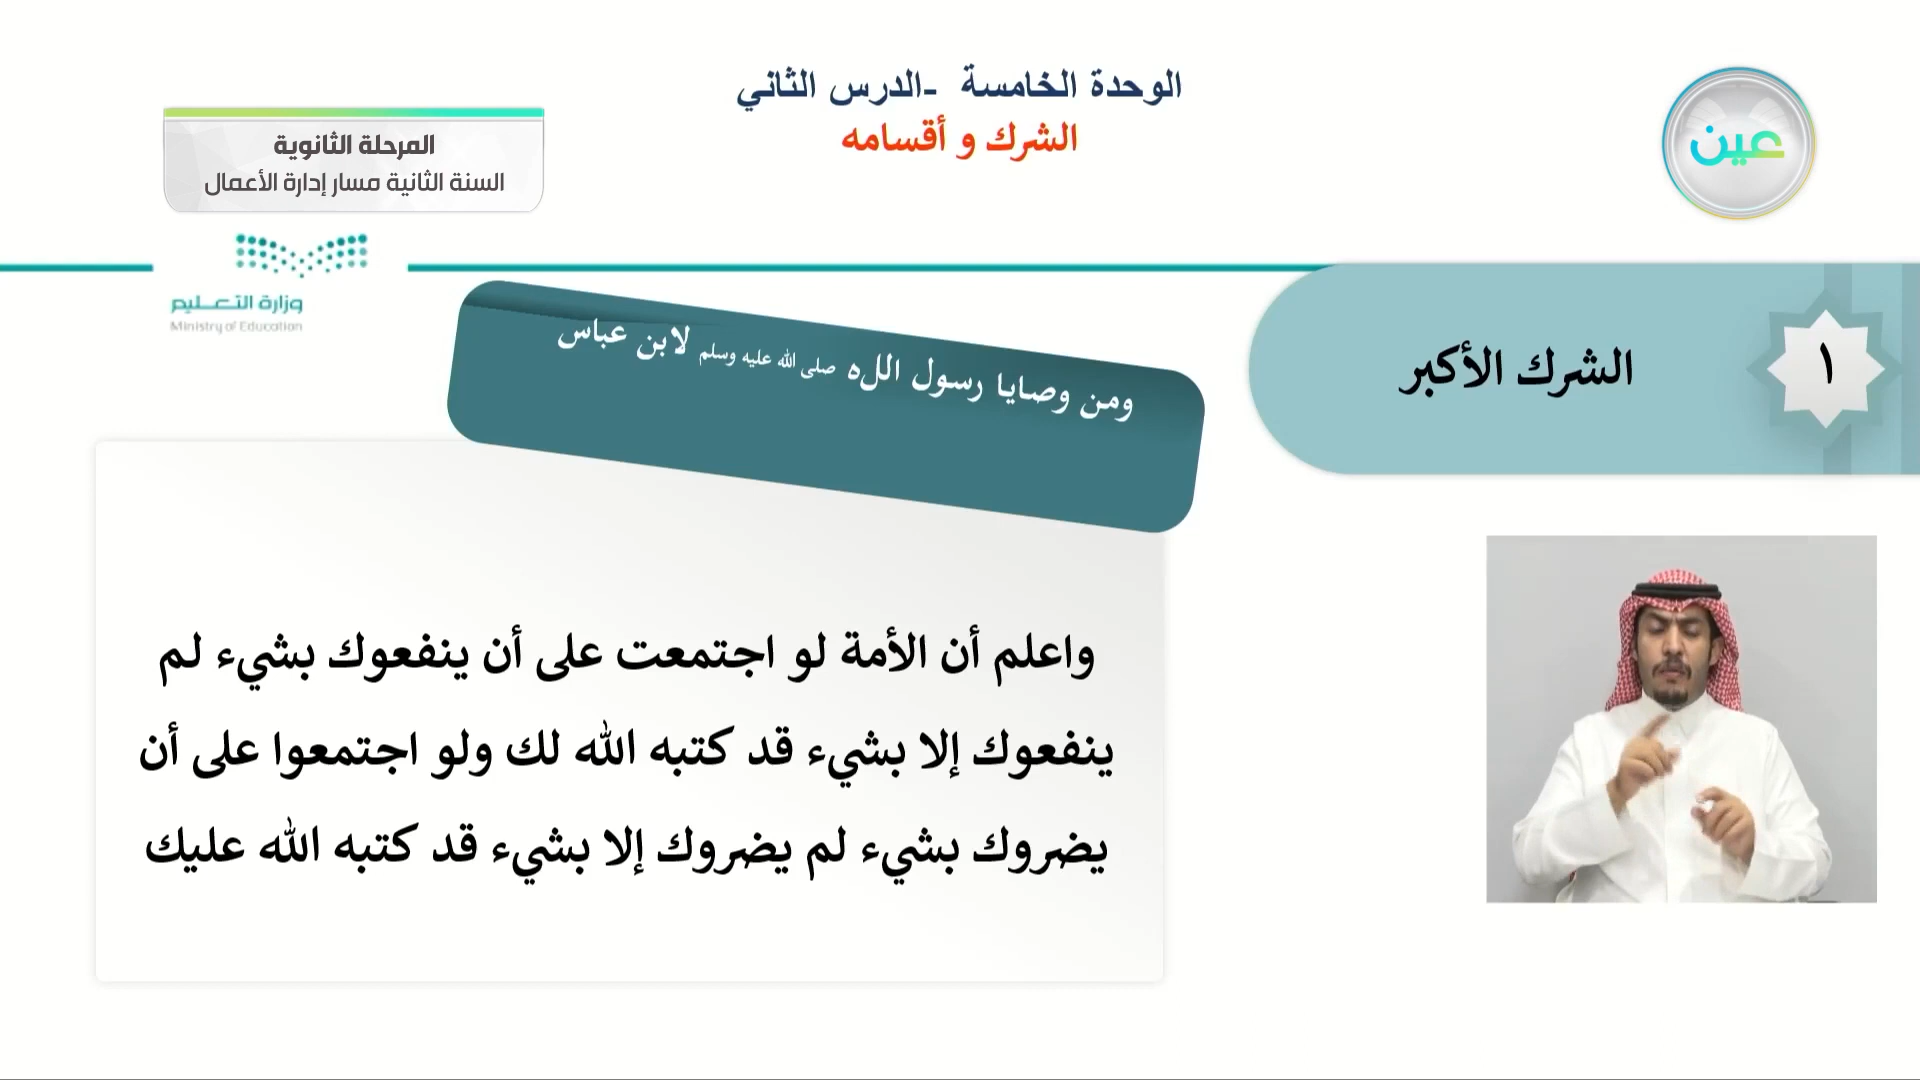 الوحدة الخامسة -الدرس الثاني
الشرك و أقسامه
عين
المرحلة الثانوية
السنة الثانية مسار إدارة الأعمال
وزارة التعليم
Ministry of Education
١
الشرك الأكبر
ومن وصايا رسول الله صلى الله عليه وسلم لابن عباس
واعلم أن الأمة لو اجتمعت على أن ينفعوك بشيء لم
ينفعوك إلا بشيء قد كتبه الله لك ولو اجتمعوا على أن
يضروك بشيء لم يضروك إلا بشيء قد كتبه الله عليك